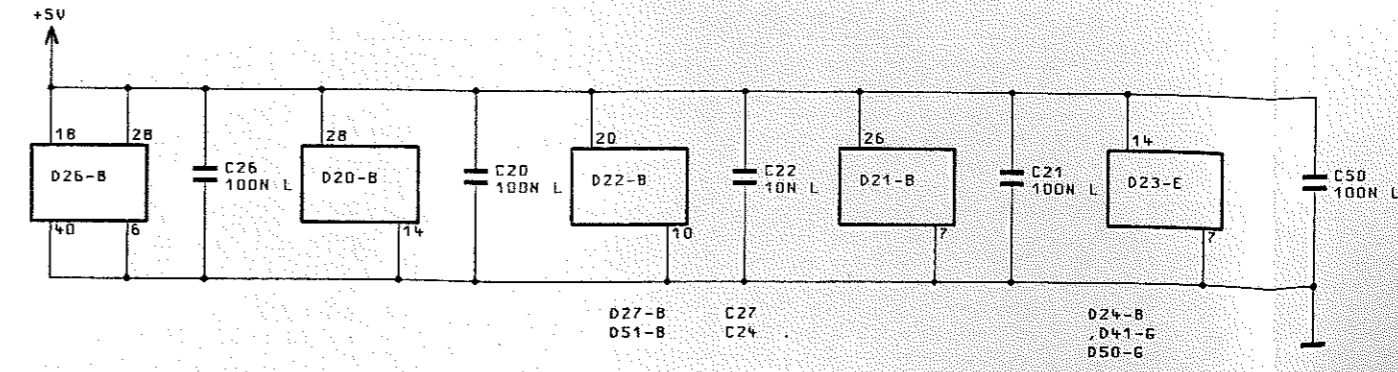 +5V
18 28
D26-B
40 6
C26
100N L
28
D20-B
14
C20
100N L
20
D22-B
10
C22
10N L
26
D21-B
7
C21
100N L
14
D23-E
7
C50
100N L
D27-B C27
D51-B C24
D24-B
D41-G
D50-G